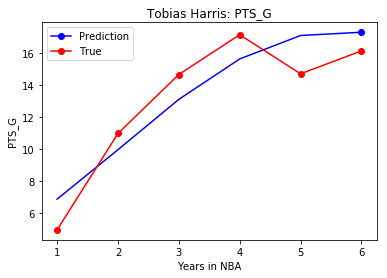 Tobias Harris: PTS_G
Prediction
True
16
14
12
10
8
6
PTS_G
1 2 3 4 5 6
Years in NBA